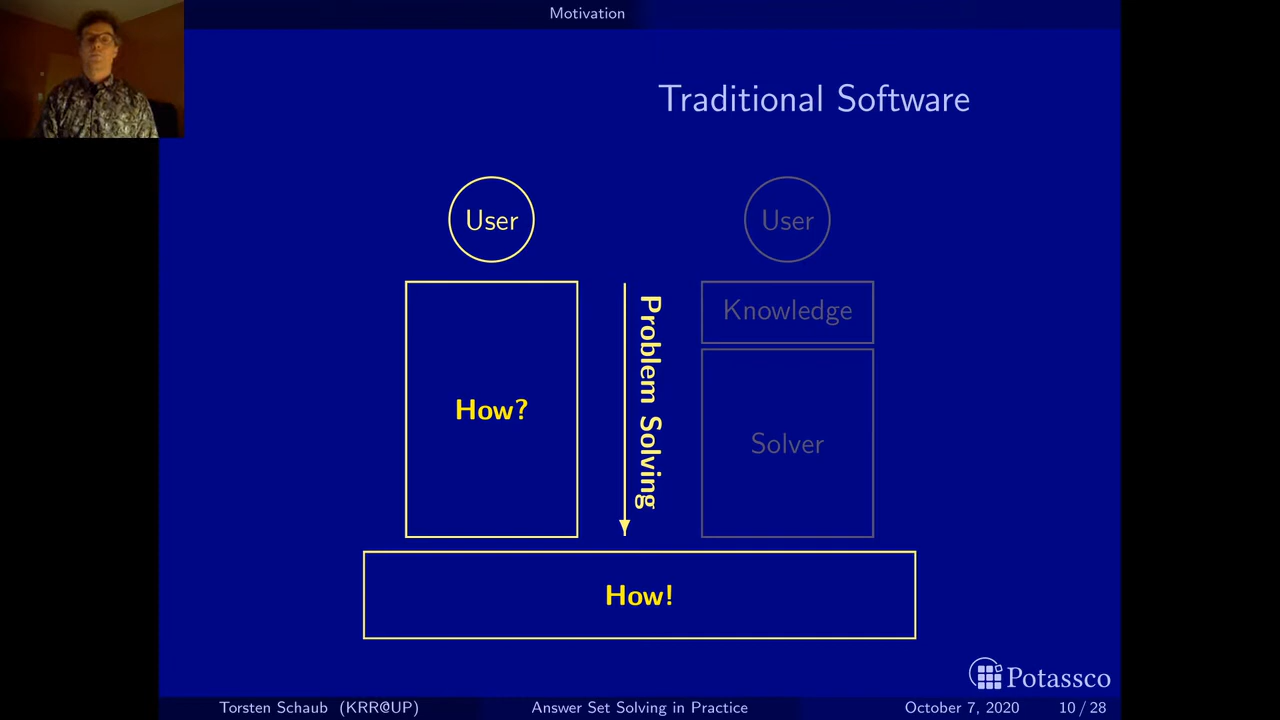 Motivation
Traditional Software
User
User
How?
Problem Solving
Knowledge
Solver
How!
Potassco
Torsten Schaub (KRR@UP)
Answer Set Solving in Practice
October 7, 2020
10 / 28